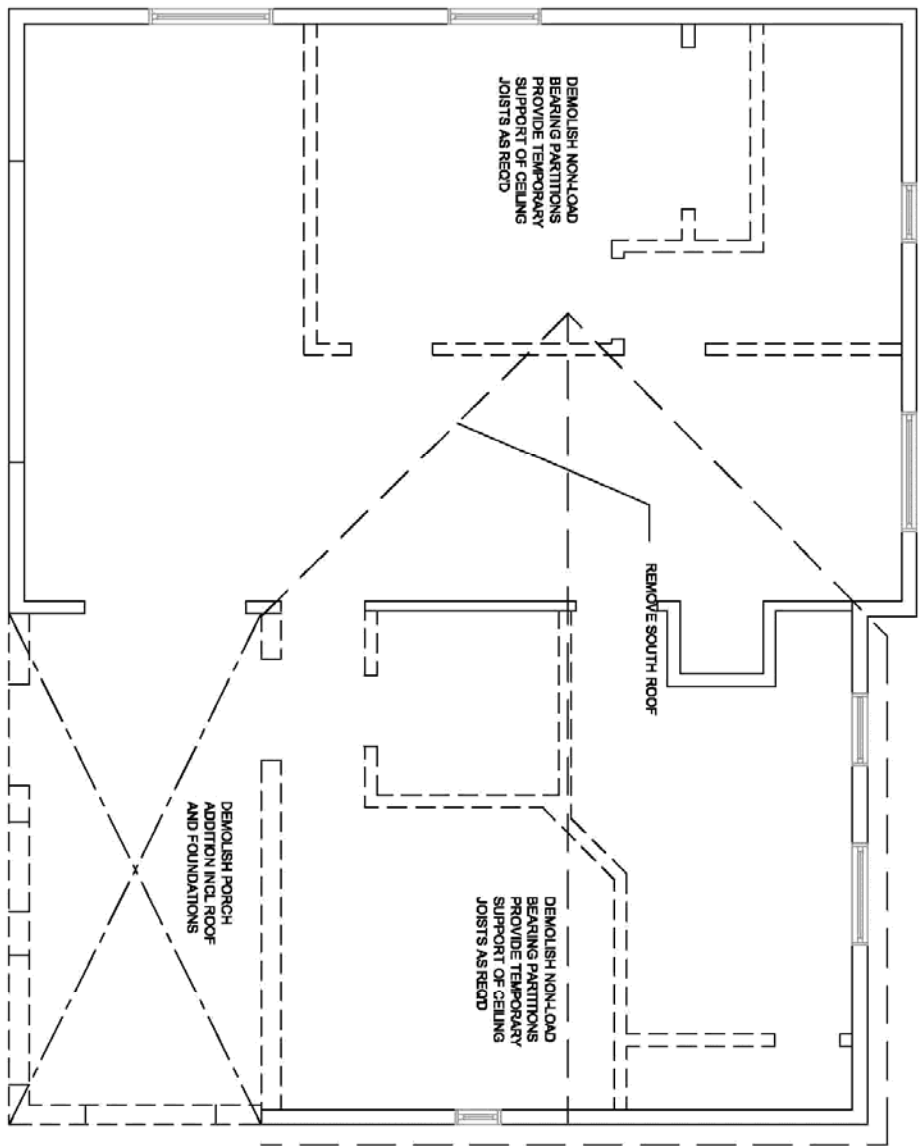 DEMOLISH NON-LOAD
BEARING PARTITIONS
PROVIDE TEMPORARY
SUPPORT OF CEILING
JOISTS AS REQ'D
REMOVE SOUTH ROOF
DEMOLISH PORCH
ADDITION INCL ROOF
AND FOUNDATIONS
DEMOLISH NON-LOAD
BEARING PARTITIONS
PROVIDE TEMPORARY
SUPPORT OF CEILING
JOISTS AS REQ'D